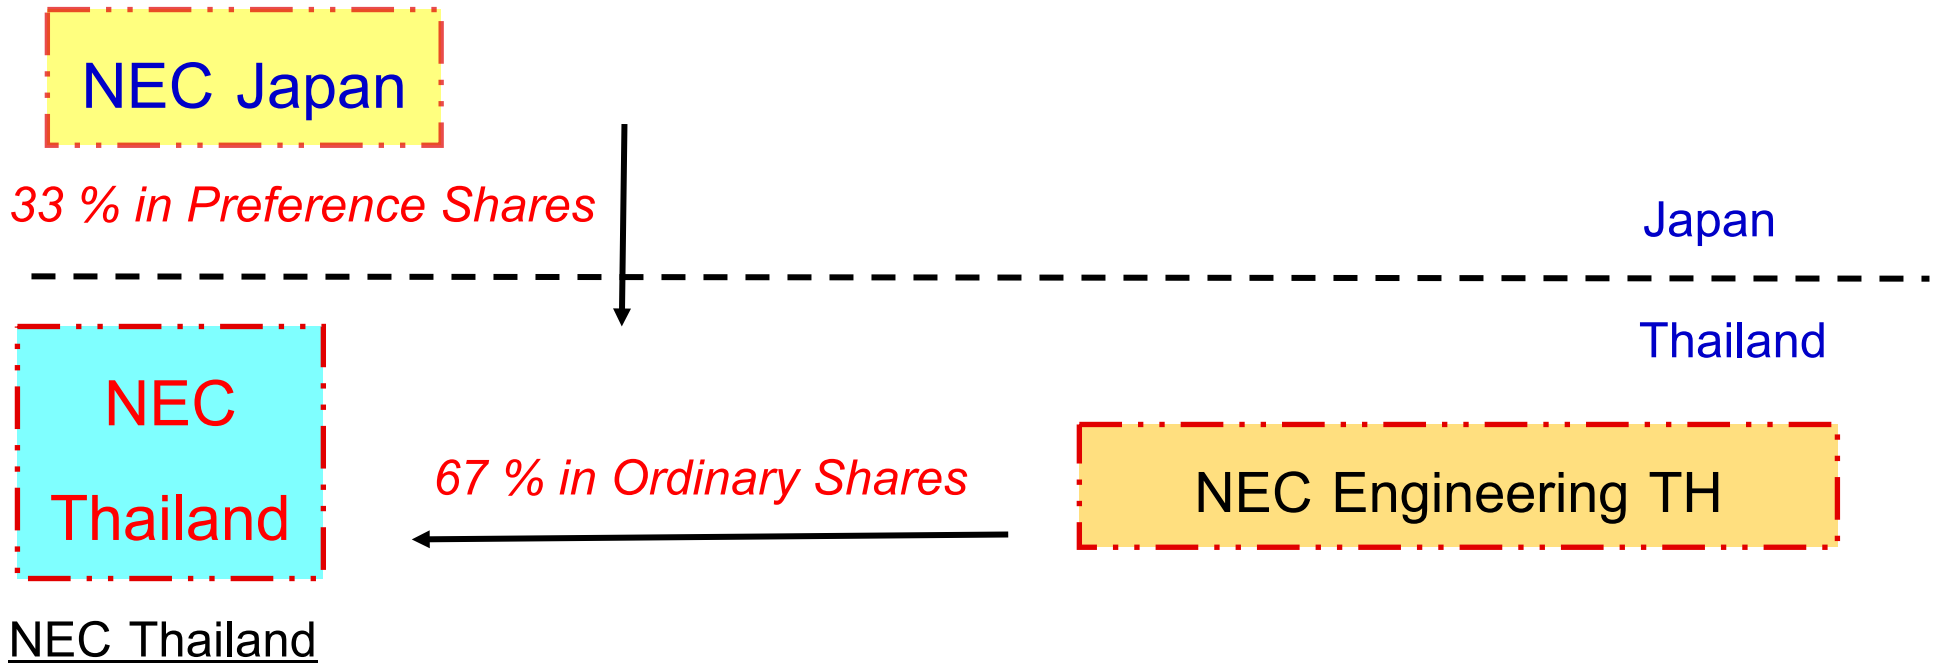 NEC Japan
33 % in Preference Shares
Japan
Thailand
NEC
Thailand
67 % in Ordinary Shares
NEC Engineering TH
NEC Thailand